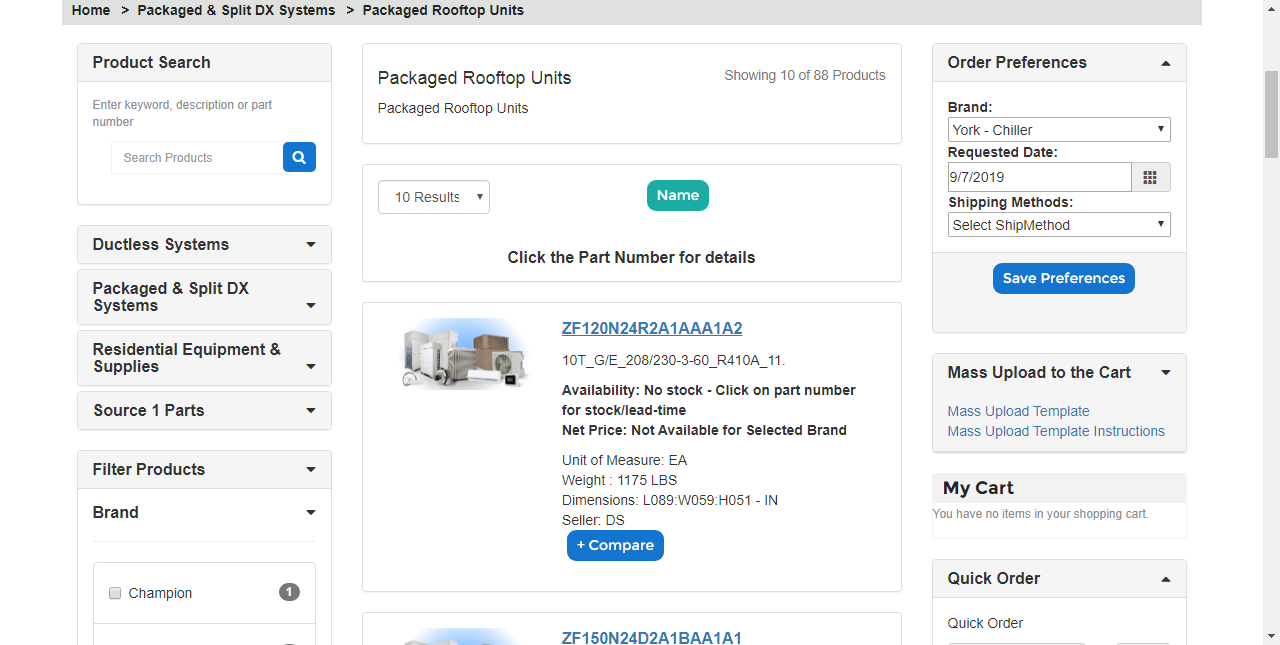 Home > Packaged & Split DX Systems > Packaged Rooftop Units
Product Search
Enter keyword, description or part
number
Search Products
Ductless Systems
Packaged & Split DX
Systems
Residential Equipment &
Supplies
Source 1 Parts
Filter Products
Brand
Champion
1
Packaged Rooftop Units
Showing 10 of 88 Products
Packaged Rooftop Units
10 Results
Name
Click the Part Number for details
ZF120N24R2A1AAA1A2
10T_G/E_208/230-3-60_R410A_11.
Availability: No stock - Click on part number
for stock/lead-time
Net Price: Not Available for Selected Brand
Unit of Measure: EA
Weight : 1175 LBS
Dimensions: L089:W059:H051 - IN
Seller: DS
+ Compare
ZF150N24D2A1BAA1A1
Order Preferences
Brand:
York - Chiller
Requested Date:
9/7/2019
Shipping Methods:
Select ShipMethod
Save Preferences
Mass Upload to the Cart
Mass Upload Template
Mass Upload Template Instructions
My Cart
You have no items in your shopping cart.
Quick Order
Quick Order